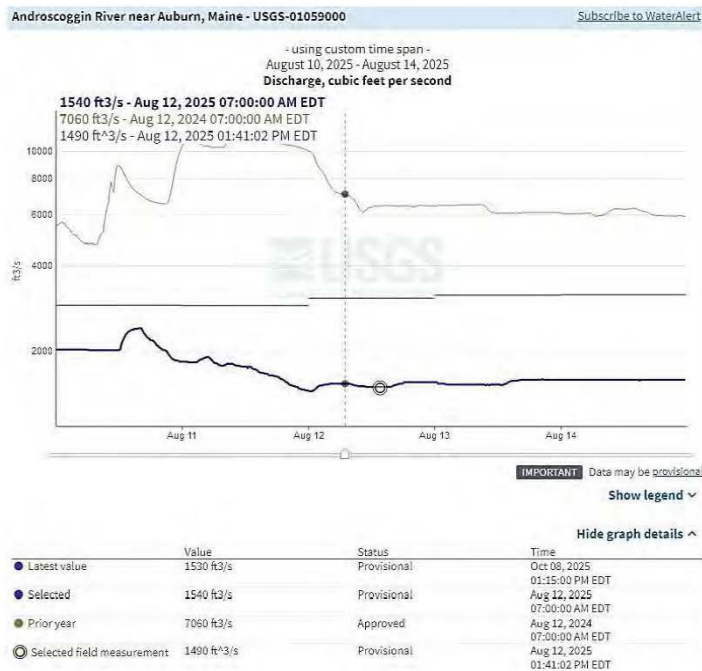 Androscoggin River near Auburn, Maine - USGS-01059000 Subscribe to WaterAlert
- using custom time span -
August 10, 2025 - August 14, 2025
Discharge, cubic feet per second
1540 ft3/s - Aug 12, 2025 07:00:00 AM EDT
7060 ft3/s - Aug 12, 2024 07:00:00 AM EDT
1490 ft^3/s - Aug 12, 2025 01:41:02 PM EDT
10000
8000
6000
4000
2000
ft3/s
USGS
Aug 11 Aug 12 Aug 13 Aug 14
IMPORTANT Data may be provisional
Show legend
Hide graph details
Value Status Time
Latest value 1530 ft3/s Provisional Oct 08, 2025
01:15:00 PM EDT
Selected 1540 ft3/s Provisional Aug 12, 2025
07:00:00 AM EDT
Prior year 7060 ft3/s Approved Aug 12, 2024
07:00:00 AM EDT
Selected field measurement 1490 ft^3/s Provisional Aug 12, 2025
01:41:02 PM EDT